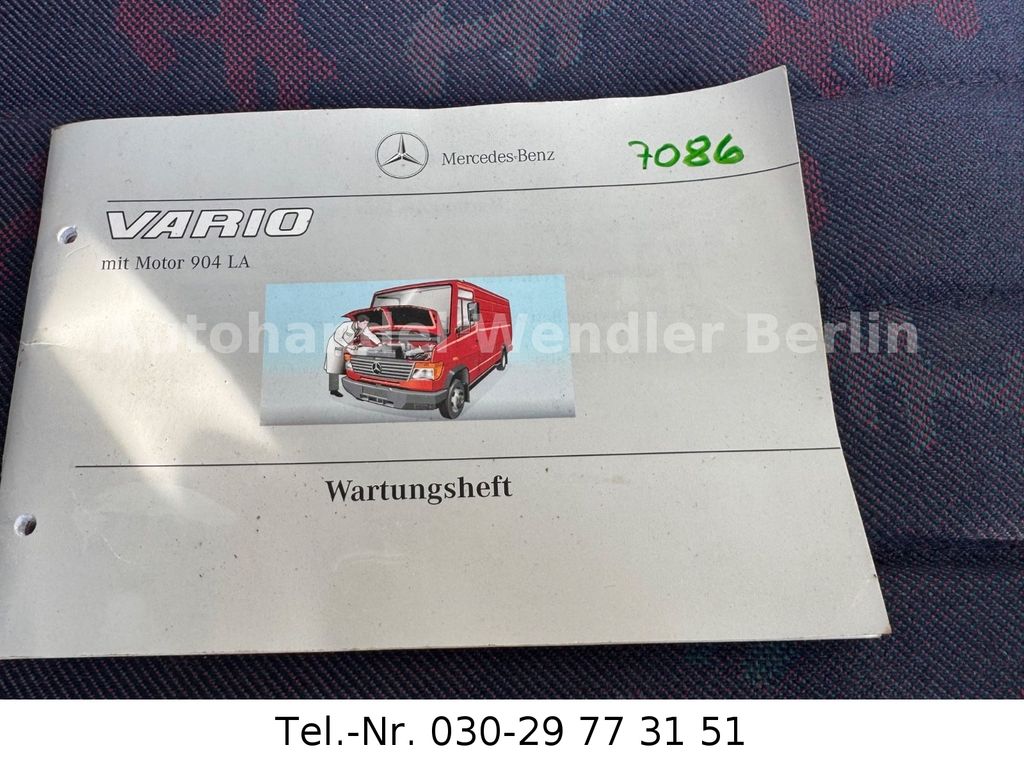 Mercedes-Benz
7086
VARIO
mit Motor 904 LA
Autohandel Wendler Berlin
Wartungsheft
Tel.-Nr. 030-29 77 31 51